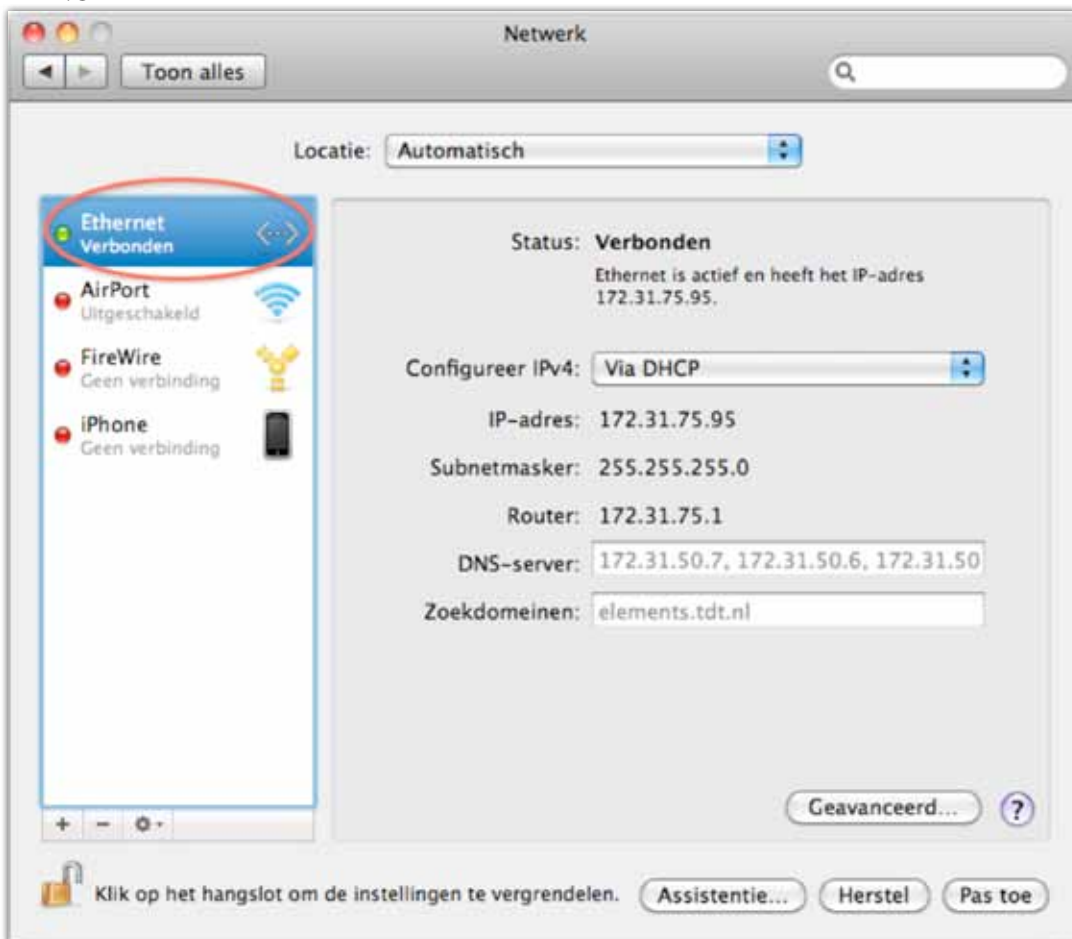 Netwerk
Toon alles
Locatie: Automatisch
Ethernet
Verbonden
AirPort
Uitgeschakeld
FireWire
Geen verbinding
iPhone
Geen verbinding
Status: Verbonden
Ethernet is actief en heeft het IP-adres
172.31.75.95.
Configureer IPv4: Via DHCP
IP-adres: 172.31.75.95
Subnetmasker: 255.255.255.0
Router: 172.31.75.1
DNS-server: 172.31.50.7, 172.31.50.6, 172.31.50
Zoekdomeinen: elements.tdt.nl
Geavanceerd... ?
Klik op het hangslot om de instellingen te vergrendelen. Assistentie... Herstel Pas toe